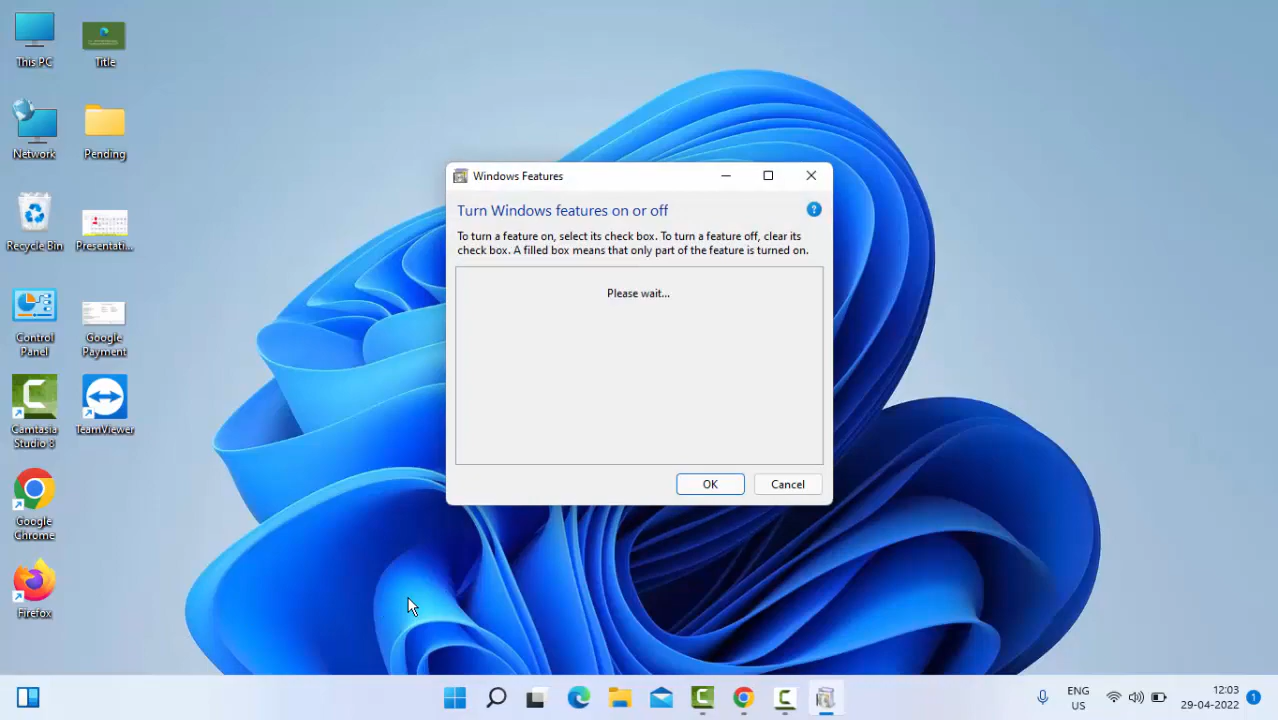 This PC
Title
Network
Pending
Recycle Bin
Presentati...
Control
Panel
Google
Payment
Camtasia
Studio 8
TeamViewer
Google
Chrome
Firefox
Windows Features
Turn Windows features on or off
To turn a feature on, select its check box. To turn a feature off, clear its
check box. A filled box means that only part of the feature is turned on.
Please wait...
OK
Cancel
ENG
US
12:03
29-04-2022
1